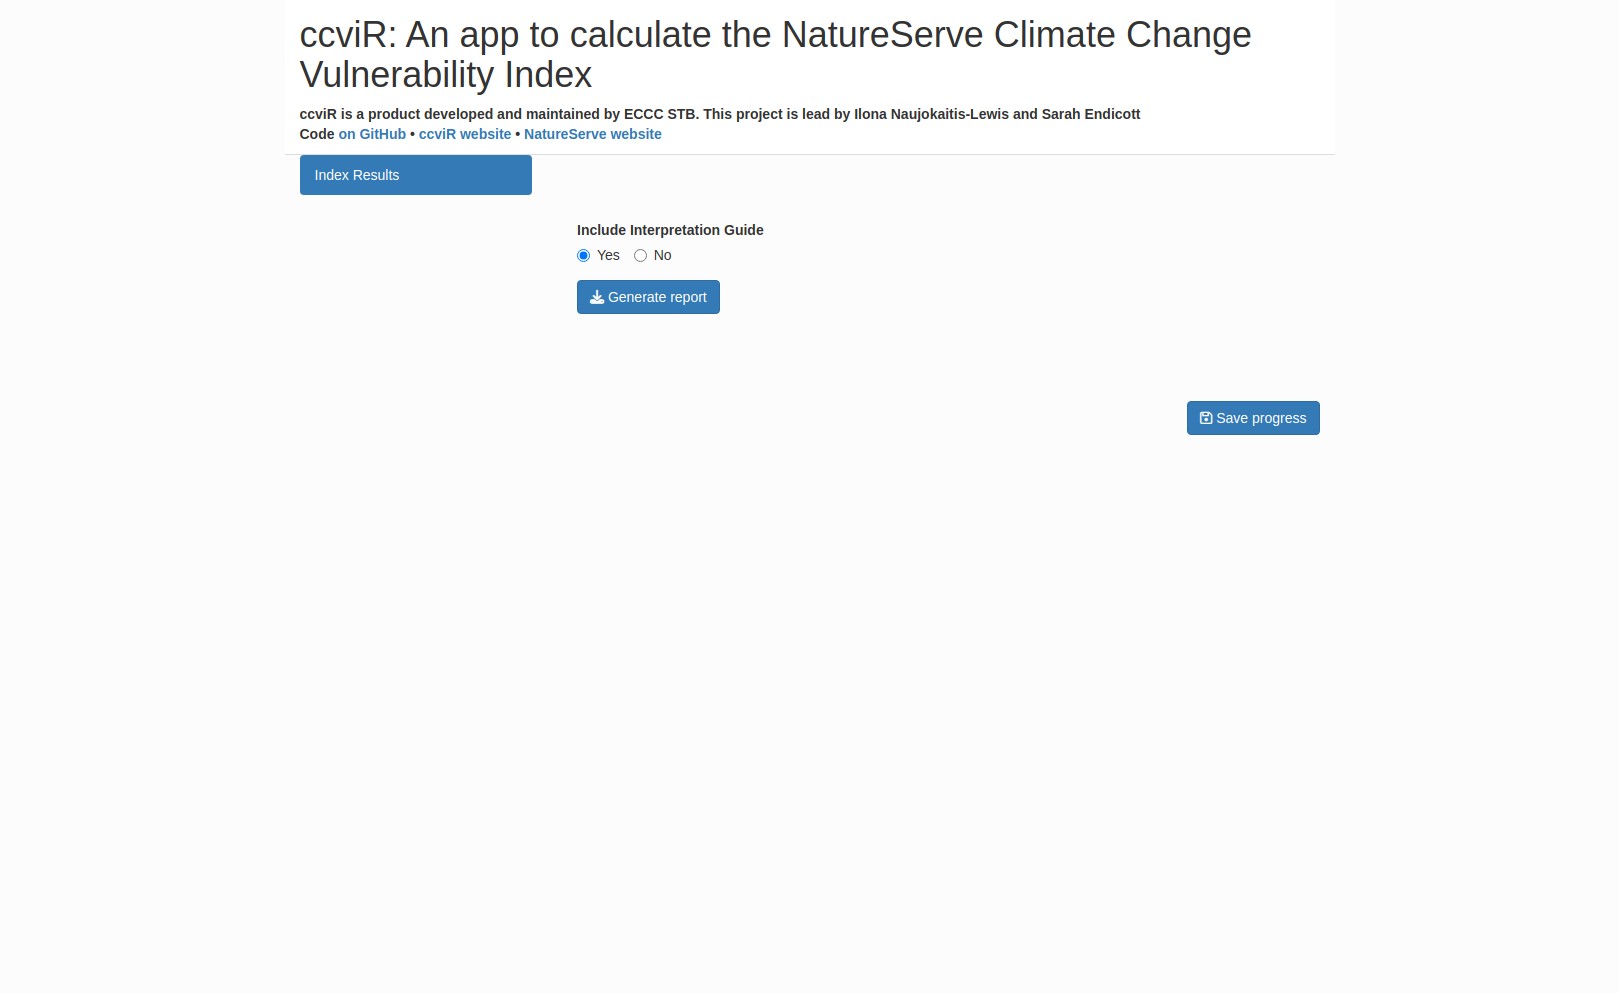 ccviR: An app to calculate the NatureServe Climate Change
Vulnerability Index
ccviR is a product developed and maintained by ECCC STB. This project is lead by Ilona Naujokaitis-Lewis and Sarah Endicott
Code on GitHub • ccviR website • NatureServe website
Index Results
Include Interpretation Guide
Yes No
Generate report
Save progress